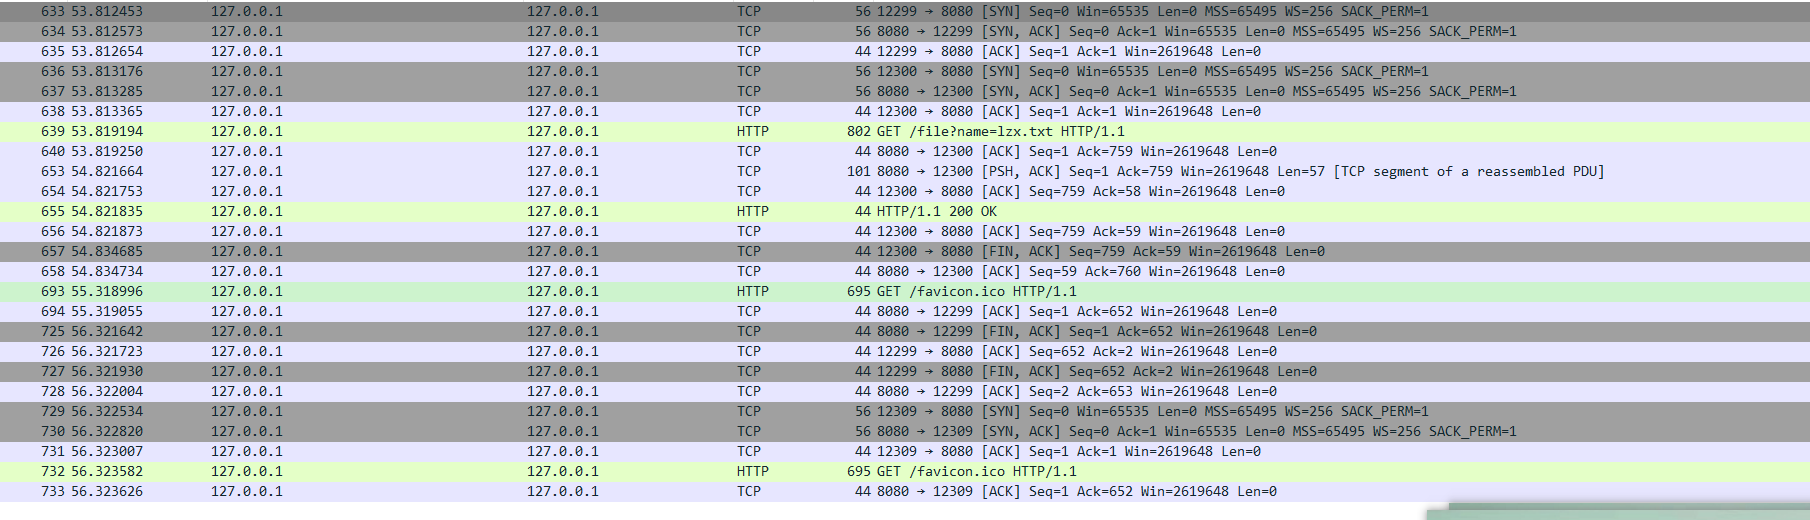 633 53.812453 127.0.0.1 127.0.0.1 TCP 56 12299 → 8080 [SYN] Seq=0 Win=65535 Len=0 MSS=65495 WS=256 SACK_PERM=1
634 53.812573 127.0.0.1 127.0.0.1 TCP 56 8080 → 12299 [SYN, ACK] Seq=0 Ack=1 Win=65535 Len=0 MSS=65495 WS=256 SACK_PERM=1
635 53.812654 127.0.0.1 127.0.0.1 TCP 44 12299 → 8080 [ACK] Seq=1 Ack=1 Win=2619648 Len=0
636 53.813176 127.0.0.1 127.0.0.1 TCP 56 12300 → 8080 [SYN] Seq=0 Win=65535 Len=0 MSS=65495 WS=256 SACK_PERM=1
637 53.813285 127.0.0.1 127.0.0.1 TCP 56 8080 → 12300 [SYN, ACK] Seq=0 Ack=1 Win=65535 Len=0 MSS=65495 WS=256 SACK_PERM=1
638 53.813365 127.0.0.1 127.0.0.1 TCP 44 12300 → 8080 [ACK] Seq=1 Ack=1 Win=2619648 Len=0
639 53.819194 127.0.0.1 127.0.0.1 HTTP 802 GET /file?name=lzx.txt HTTP/1.1
640 53.819250 127.0.0.1 127.0.0.1 TCP 44 8080 → 12300 [ACK] Seq=1 Ack=759 Win=2619648 Len=0
653 54.821664 127.0.0.1 127.0.0.1 TCP 101 8080 → 12300 [PSH, ACK] Seq=1 Ack=759 Win=2619648 Len=57 [TCP segment of a reassembled PDU]
654 54.821753 127.0.0.1 127.0.0.1 TCP 44 12300 → 8080 [ACK] Seq=759 Ack=58 Win=2619648 Len=0
655 54.821835 127.0.0.1 127.0.0.1 HTTP 44 HTTP/1.1 200 OK
656 54.821873 127.0.0.1 127.0.0.1 TCP 44 12300 → 8080 [ACK] Seq=759 Ack=59 Win=2619648 Len=0
657 54.834685 127.0.0.1 127.0.0.1 TCP 44 12300 → 8080 [FIN, ACK] Seq=759 Ack=59 Win=2619648 Len=0
658 54.834734 127.0.0.1 127.0.0.1 TCP 44 8080 → 12300 [ACK] Seq=59 Ack=760 Win=2619648 Len=0
693 55.318996 127.0.0.1 127.0.0.1 HTTP 695 GET /favicon.ico HTTP/1.1
694 55.319055 127.0.0.1 127.0.0.1 TCP 44 8080 → 12299 [ACK] Seq=1 Ack=652 Win=2619648 Len=0
725 56.321642 127.0.0.1 127.0.0.1 TCP 44 8080 → 12299 [FIN, ACK] Seq=1 Ack=652 Win=2619648 Len=0
726 56.321723 127.0.0.1 127.0.0.1 TCP 44 12299 → 8080 [ACK] Seq=652 Ack=2 Win=2619648 Len=0
727 56.321930 127.0.0.1 127.0.0.1 TCP 44 12299 → 8080 [FIN, ACK] Seq=652 Ack=2 Win=2619648 Len=0
728 56.322004 127.0.0.1 127.0.0.1 TCP 44 8080 → 12299 [ACK] Seq=2 Ack=653 Win=2619648 Len=0
729 56.322534 127.0.0.1 127.0.0.1 TCP 56 12309 → 8080 [SYN] Seq=0 Win=65535 Len=0 MSS=65495 WS=256 SACK_PERM=1
730 56.322820 127.0.0.1 127.0.0.1 TCP 56 8080 → 12309 [SYN, ACK] Seq=0 Ack=1 Win=65535 Len=0 MSS=65495 WS=256 SACK_PERM=1
731 56.323007 127.0.0.1 127.0.0.1 TCP 44 12309 → 8080 [ACK] Seq=1 Ack=1 Win=2619648 Len=0
732 56.323582 127.0.0.1 127.0.0.1 HTTP 695 GET /favicon.ico HTTP/1.1
733 56.323626 127.0.0.1 127.0.0.1 TCP 44 8080 → 12309 [ACK] Seq=1 Ack=652 Win=2619648 Len=0